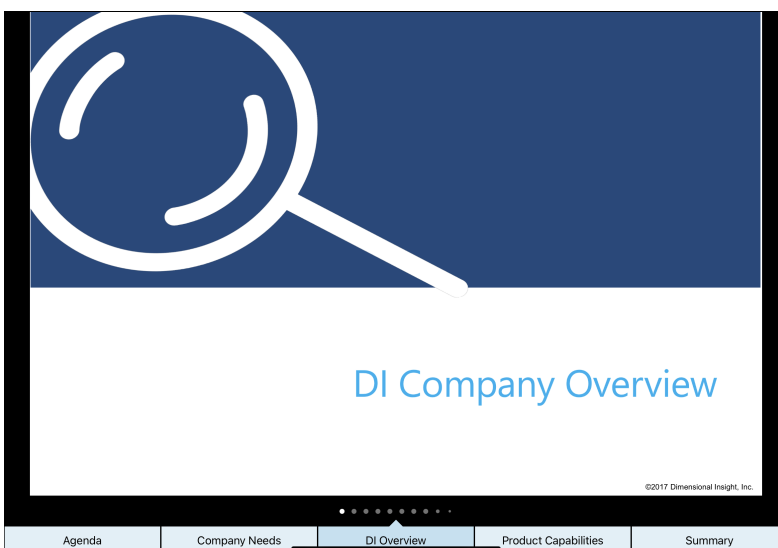 DI Company Overview
©2017 Dimensional Insight, Inc.
Agenda
Company Needs
DI Overview
Product Capabilities
Summary